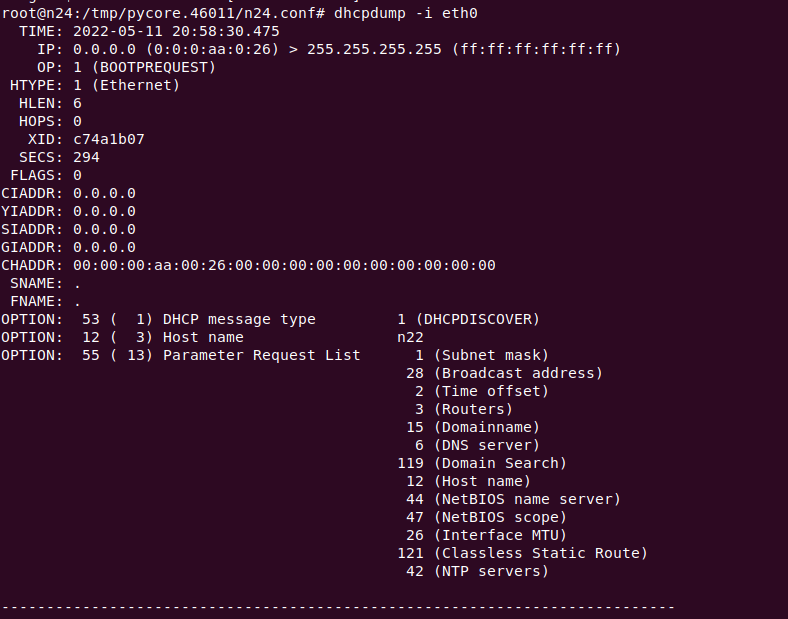 root@n24:/tmp/pycore.46011/n24.conf# dhcpdump -i eth0
  TIME: 2022-05-11 20:58:30.475
    IP: 0.0.0.0 (0:0:0:aa:0:26) > 255.255.255.255 (ff:ff:ff:ff:ff:ff)
    OP: 1 (BOOTPREQUEST)
 HTYPE: 1 (Ethernet)
  HLEN: 6
  HOPS: 0
   XID: c74a1b07
  SECS: 294
 FLAGS: 0
CIADDR: 0.0.0.0
YIADDR: 0.0.0.0
SIADDR: 0.0.0.0
GIADDR: 0.0.0.0
CHADDR: 00:00:00:aa:00:26:00:00:00:00:00:00:00:00:00:00
 SNAME: .
 FNAME: .
OPTION:  53 (  1) DHCP message type         1 (DHCPDISCOVER)
OPTION:  12 (  3) Host name                 n22
OPTION:  55 ( 13) Parameter Request List      1 (Subnet mask)
                                             28 (Broadcast address)
                                              2 (Time offset)
                                              3 (Routers)
                                             15 (Domainname)
                                              6 (DNS server)
                                            119 (Domain Search)
                                             12 (Host name)
                                             44 (NetBIOS name server)
                                             47 (NetBIOS scope)
                                             26 (Interface MTU)
                                            121 (Classless Static Route)
                                             42 (NTP servers)
---------------------------------------------------------------------------